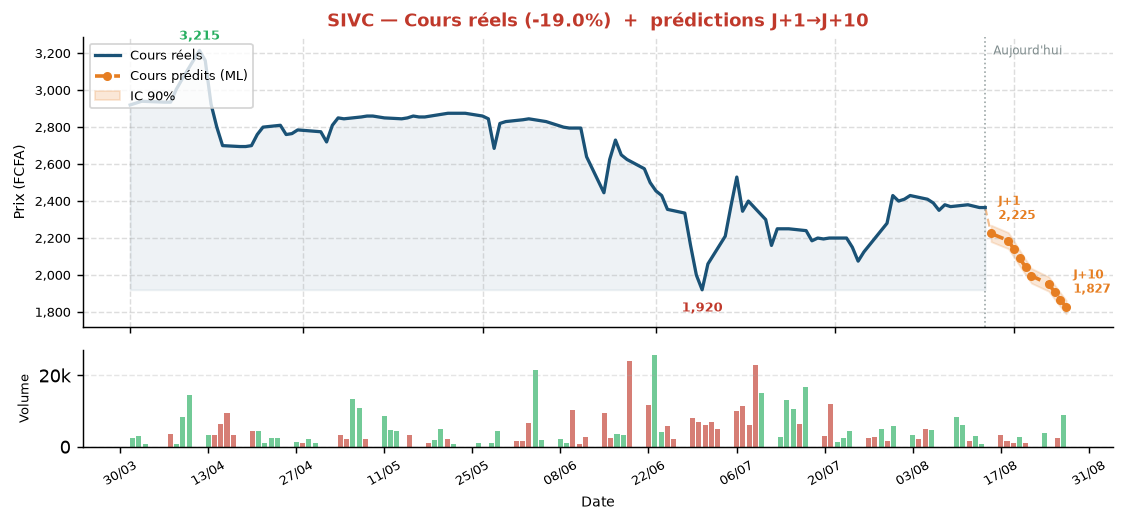 SIVC — Cours réels (-19.0%)  +  prédictions J+1→J+10
3,215
Cours réels
Cours prédits (ML)
IC 90%
Aujourd'hui
Prix (FCFA)
3,200
3,000
2,800
2,600
2,400
2,200
2,000
1,800
J+1
2,225
J+10
1,827
1,920
Volume
20k
0
30/03
13/04
27/04
11/05
25/05
08/06
22/06
06/07
20/07
03/08
17/08
31/08
Date